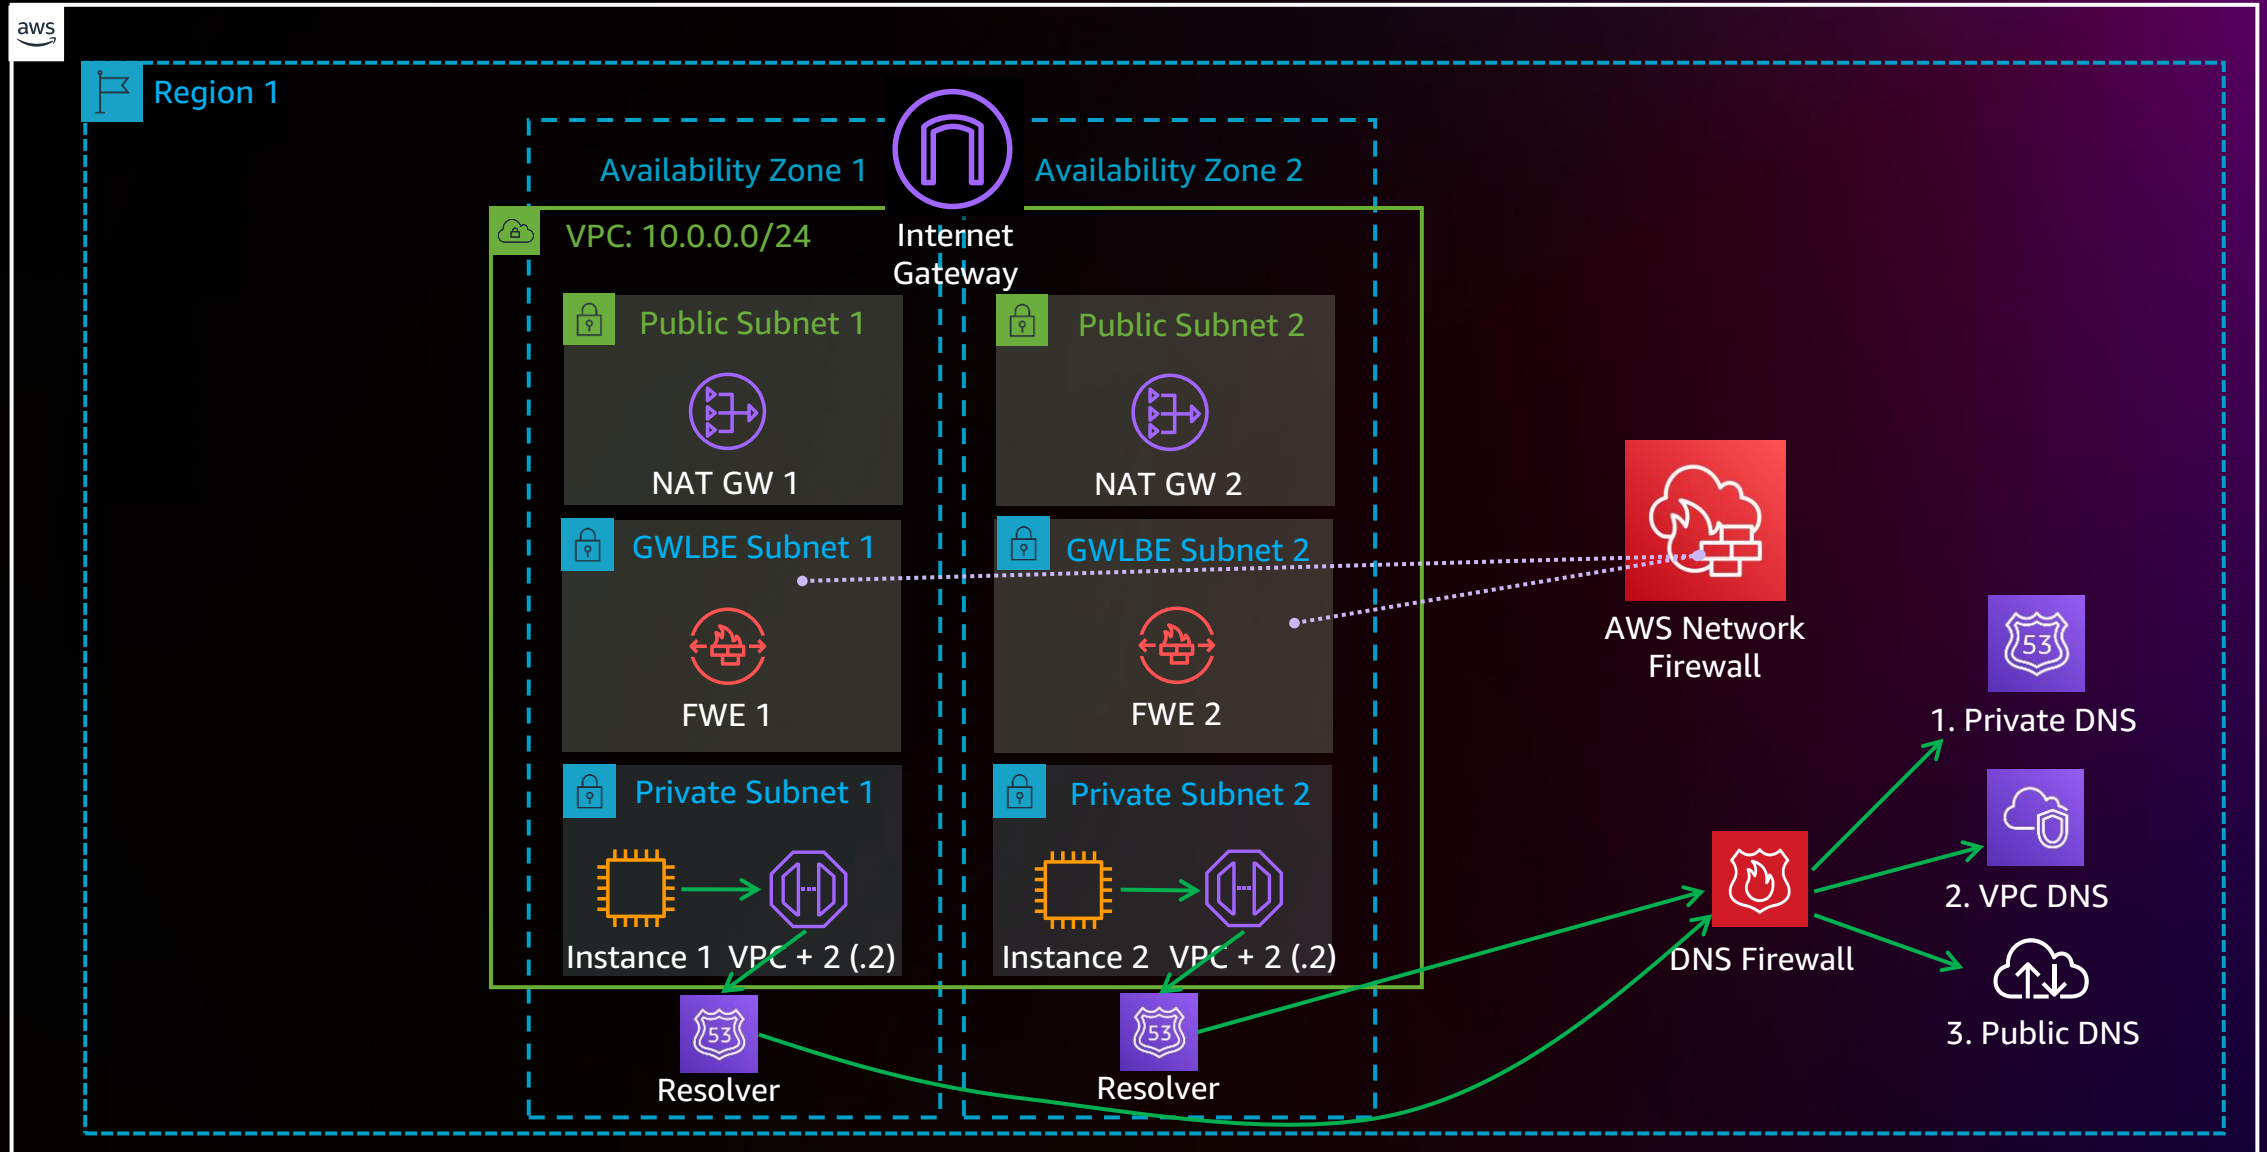 aws
Region 1
Availability Zone 1
Availability Zone 2
VPC: 10.0.0.0/24
Internet
Gateway
Public Subnet 1
Public Subnet 2
NAT GW 1
NAT GW 2
GWLBE Subnet 1
GWLBE Subnet 2
FWE 1
FWE 2
AWS Network
Firewall
53
1. Private DNS
Private Subnet 1
Private Subnet 2
2. VPC DNS
Instance 1
VPC + 2 (.2)
Instance 2
VPC + 2 (.2)
DNS Firewall
3. Public DNS
53
Resolver
53
Resolver